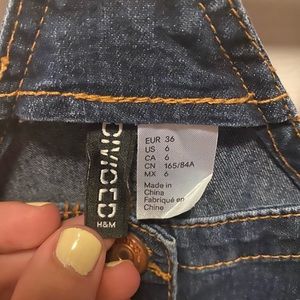 DIVIDED
H&M
EUR 36
US 6
CA 6
CN 165/84A
MX 6
Made in
China
Fabriqué en
Chine